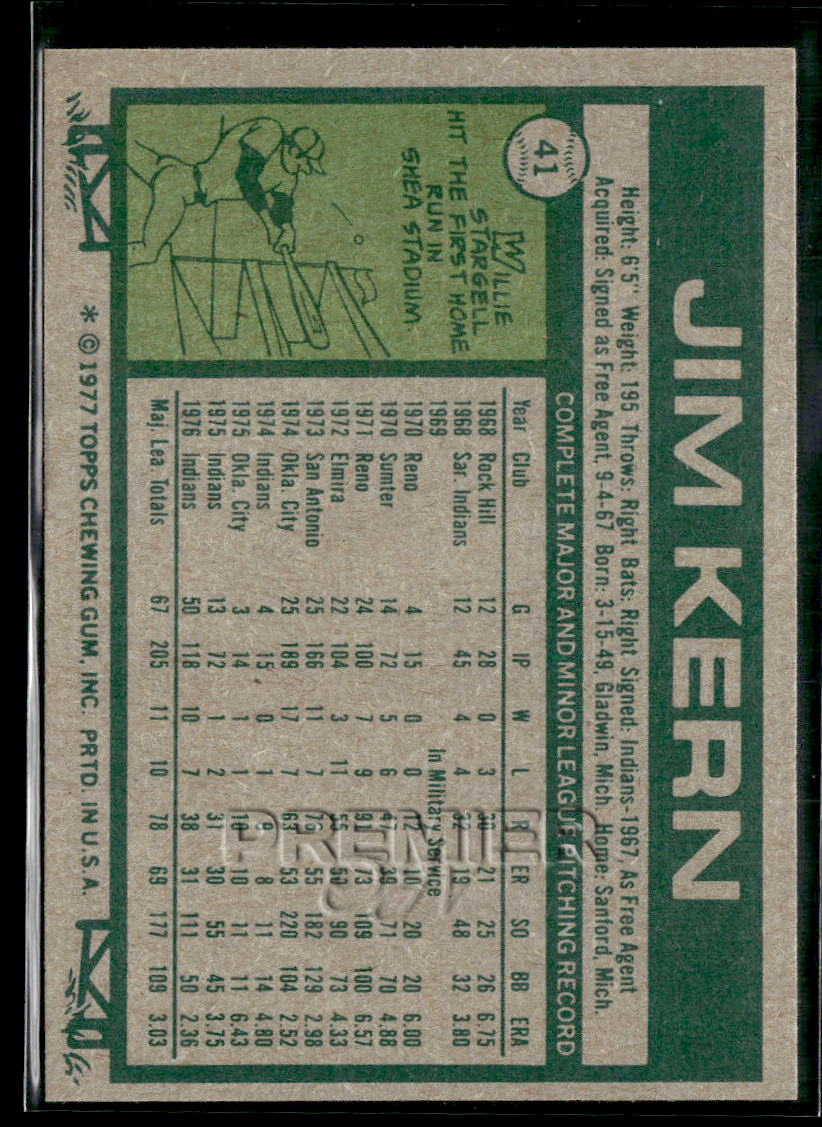 41
JIM KERN
Height: 6'5" Weight: 195 Throws: Right Bats: Right Signed: Indians-1967, As Free Agent
Acquired: Signed as Free Agent, 9-4-67 Born: 3-15-49, Gladwin, Mich. Home: Sanford, Mich.
COMPLETE MAJOR AND MINOR LEAGUE PITCHING RECORD
Year Club G IP W L R ER SO BB ERA
1968 Rock Hill 12 28 0 3 30 21 25 26 6.75
1968 Sar. Indians 12 45 4 4 32 19 48 32 3.80
1969 In Military Service
1970 Reno 4 15 0 0 12 10 20 20 6.00
1970 Sumter 14 72 5 6 47 39 71 70 4.88
1971 Reno 24 100 7 9 91 73 109 100 6.57
1972 Elmira 22 104 3 11 55 50 90 73 4.33
1973 San Antonio 25 166 11 7 76 55 182 129 2.98
1974 Okla. City 25 189 17 7 63 53 220 104 2.52
1974 Indians 4 15 0 1 9 8 11 14 4.80
1975 Okla. City 3 14 1 1 10 10 11 11 6.43
1975 Indians 13 72 1 2 31 30 55 45 3.75
1976 Indians 50 118 10 7 38 31 111 50 2.36
Maj. Lea. Totals 67 205 11 10 78 69 177 109 3.03
WILLIE
STARGELL
HIT THE FIRST HOME
RUN IN
SHEA STADIUM.
* © 1977 TOPPS CHEWING GUM, INC. PRTD. IN U.S.A.
PREMIER